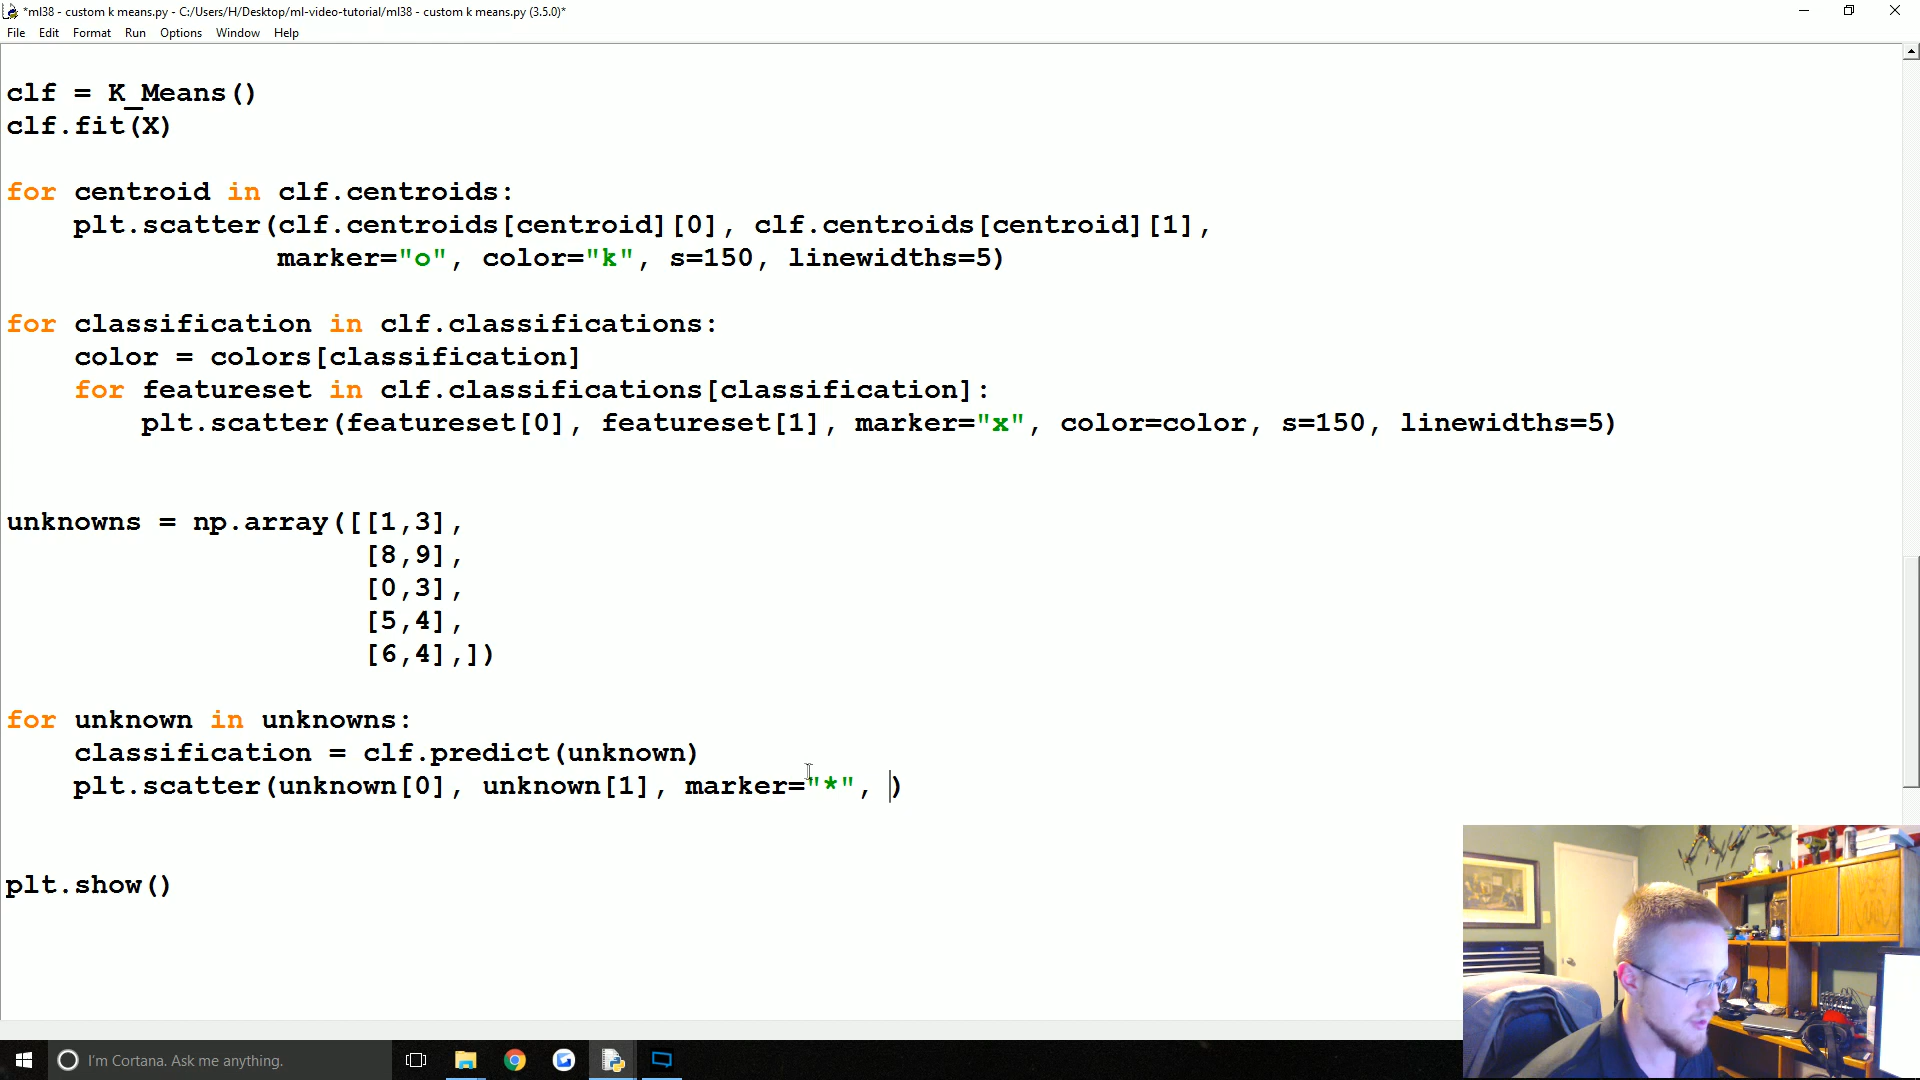 *ml38 - custom k means.py - C:/Users/H/Desktop/ml-video-tutorial/ml38 - custom k means.py (3.5.0)*
File Edit Format Run Options Window Help
clf = K_Means()
clf.fit(X)
for centroid in clf.centroids:
    plt.scatter(clf.centroids[centroid][0], clf.centroids[centroid][1],
                marker="o", color="k", s=150, linewidths=5)
for classification in clf.classifications:
    color = colors[classification]
    for featureset in clf.classifications[classification]:
        plt.scatter(featureset[0], featureset[1], marker="x", color=color, s=150, linewidths=5)
unknowns = np.array([[1,3],
                     [8,9],
                     [0,3],
                     [5,4],
                     [6,4],])
for unknown in unknowns:
    classification = clf.predict(unknown)
    plt.scatter(unknown[0], unknown[1], marker="*", )
plt.show()
I'm Cortana. Ask me anything.